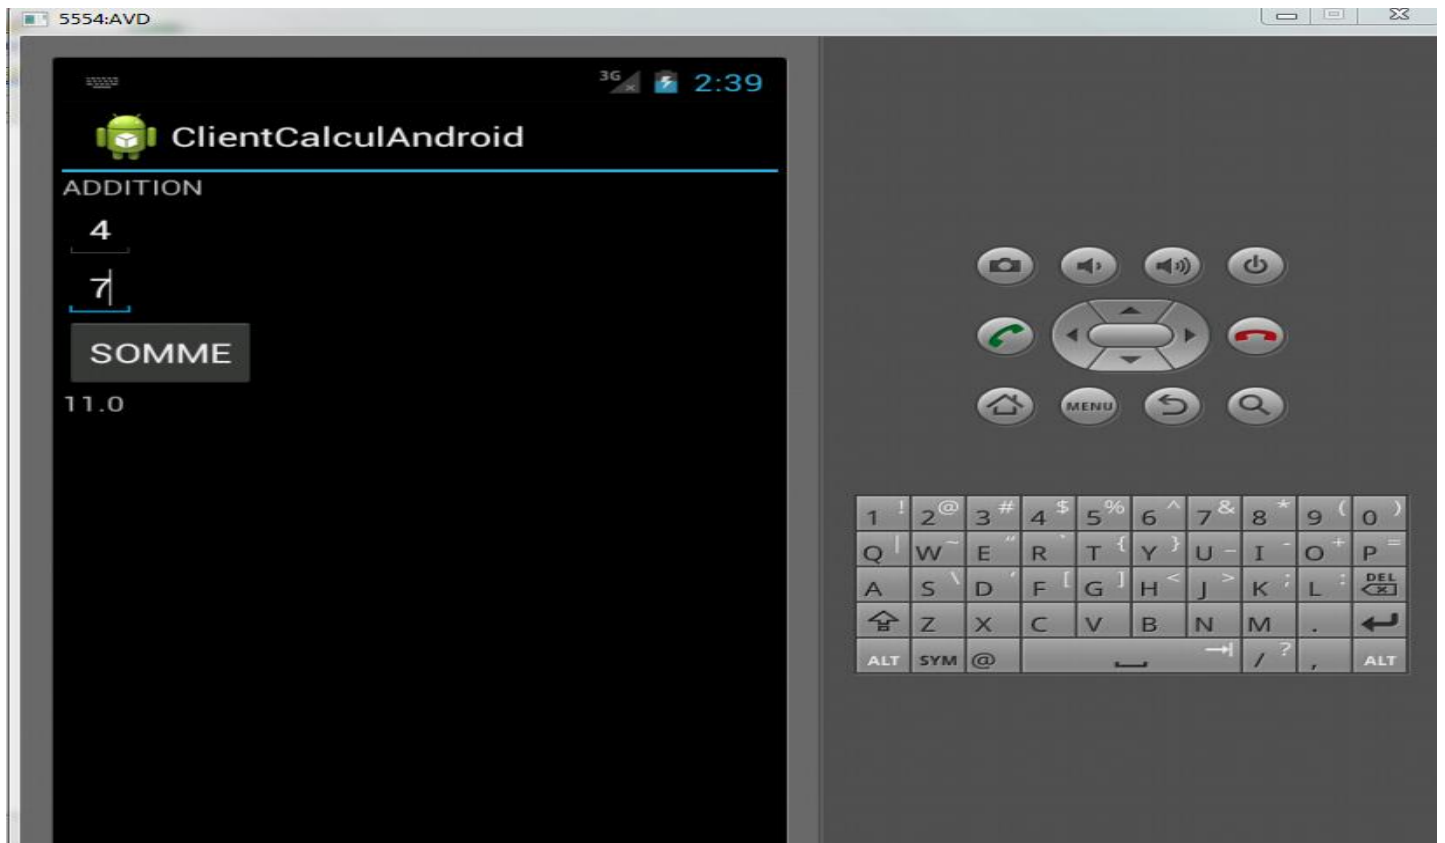 5554:AVD
3G 2:39
ClientCalculAndroid
ADDITION
4
7
SOMME
11.0
MENU
1 ! 2 @ 3 # 4 $ 5 % 6 ^ 7 & 8 * 9 ( 0 )
Q | W ~ E " R ` T { Y } U _ I - O + P =
A S \ D ' F [ G ] H < J > K ; L : DEL
Z X C V B N M .
ALT SYM @ / ? , ALT